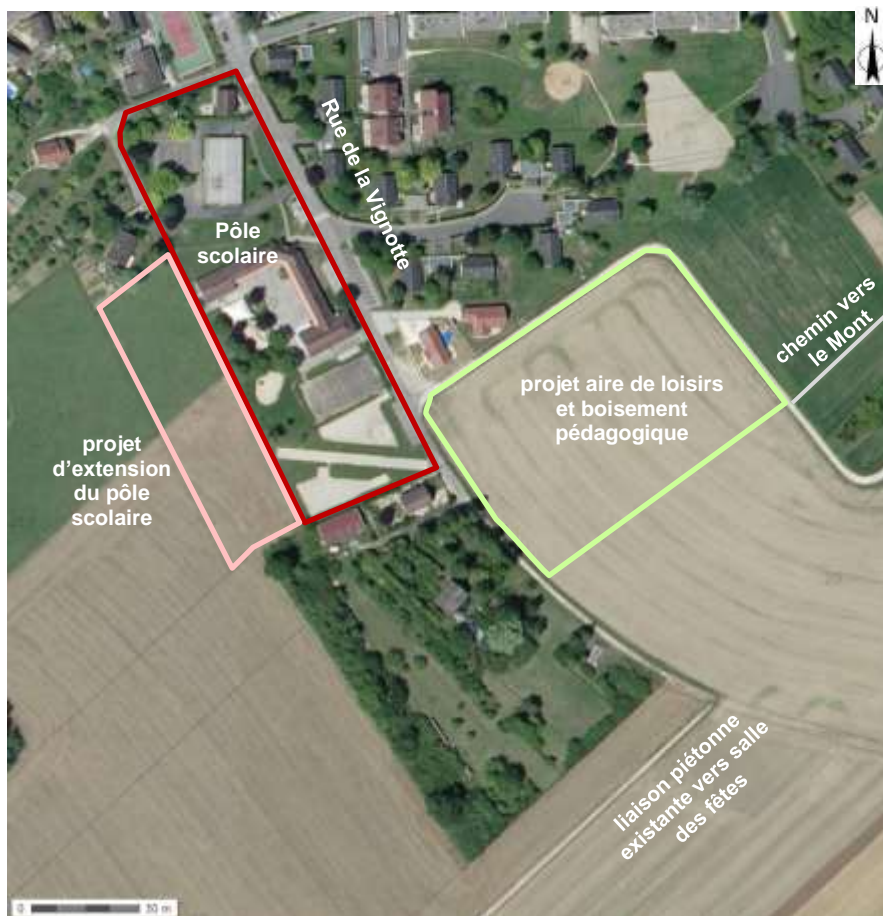 N
Rue de la Vignotte
Pôle
scolaire
chemin vers
le Mont
projet aire de loisirs
et boisement
pédagogique
projet
d’extension
du pôle
scolaire
liaison piétonne
existante vers salle
des fêtes
0 30 m